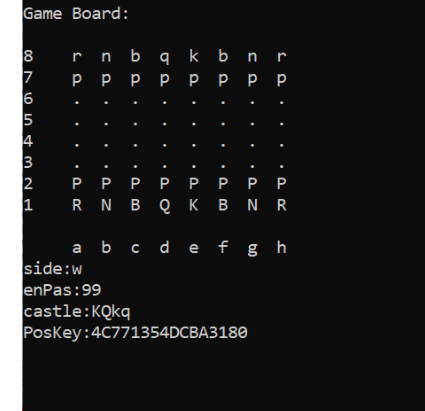 Game Board:
8 r n b q k b n r
7 p p p p p p p p
6 . . . . . . . .
5 . . . . . . . .
4 . . . . . . . .
3 . . . . . . . .
2 P P P P P P P P
1 R N B Q K B N R
a b c d e f g h
side:w
enPas:99
castle:KQkq
PosKey:4C771354DCBA3180